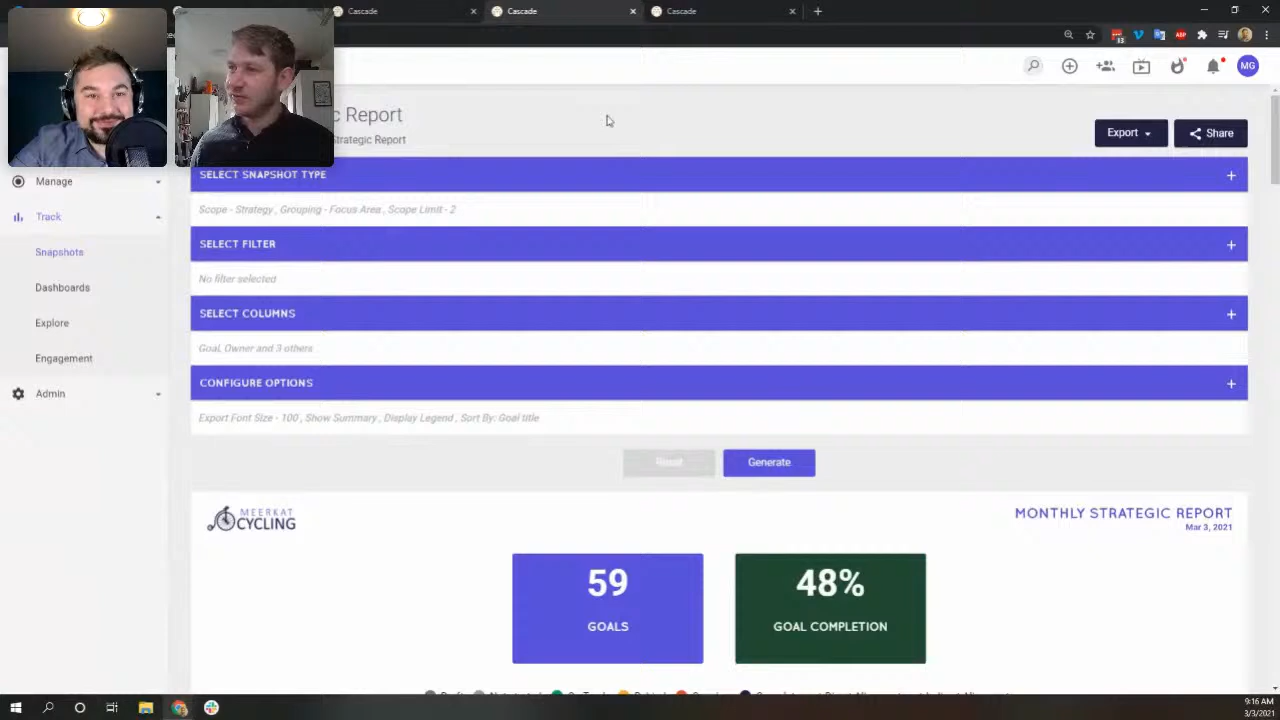 Cascade
Cascade
Cascade
c Report
Strategic Report
MG
Export
Share
Manage
Track
Snapshots
Dashboards
Explore
Engagement
Admin
SELECT SNAPSHOT TYPE
Scope - Strategy , Grouping - Focus Area , Scope Limit - 2
SELECT FILTER
No filter selected
SELECT COLUMNS
Goal, Owner and 3 others
CONFIGURE OPTIONS
Export Font Size - 100 , Show Summary , Display Legend , Sort By: Goal title
Reset
Generate
MEERKAT
CYCLING
MONTHLY STRATEGIC REPORT
Mar 3, 2021
59
GOALS
48%
GOAL COMPLETION
9:16 AM
3/3/2021